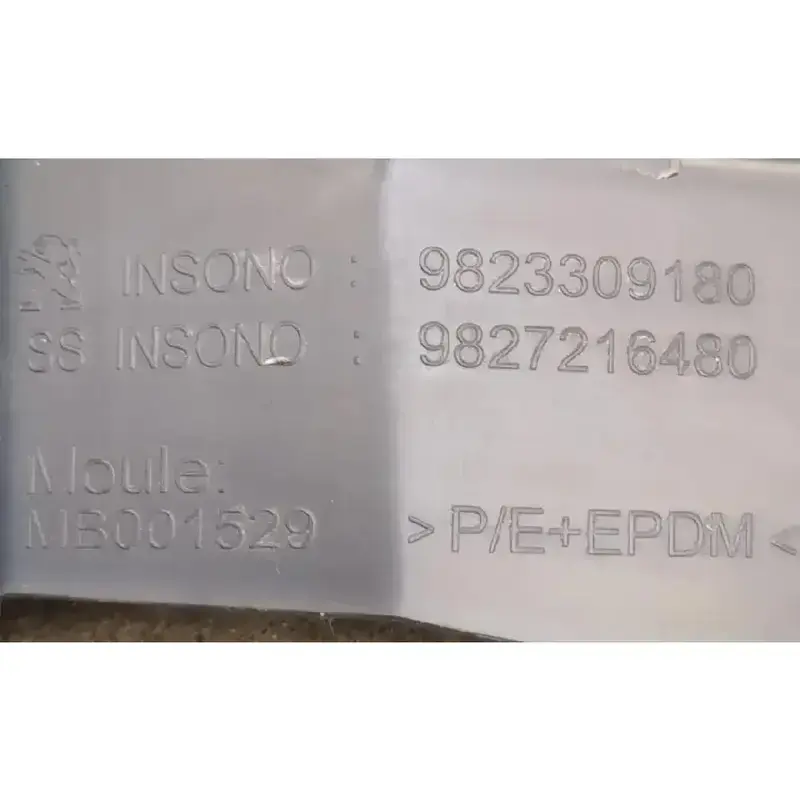 INSONO : 9823309180
SS INSONO : 9827216480
Moule:
MB001529 >P/E+EPDM<